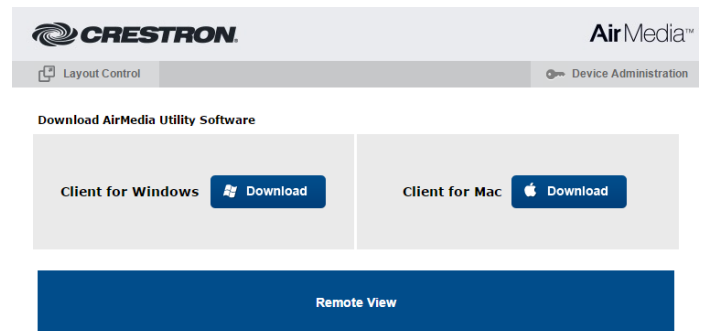 CRESTRON. AirMedia™
Layout Control Device Administration
Download AirMedia Utility Software
Client for Windows Download Client for Mac Download
Remote View